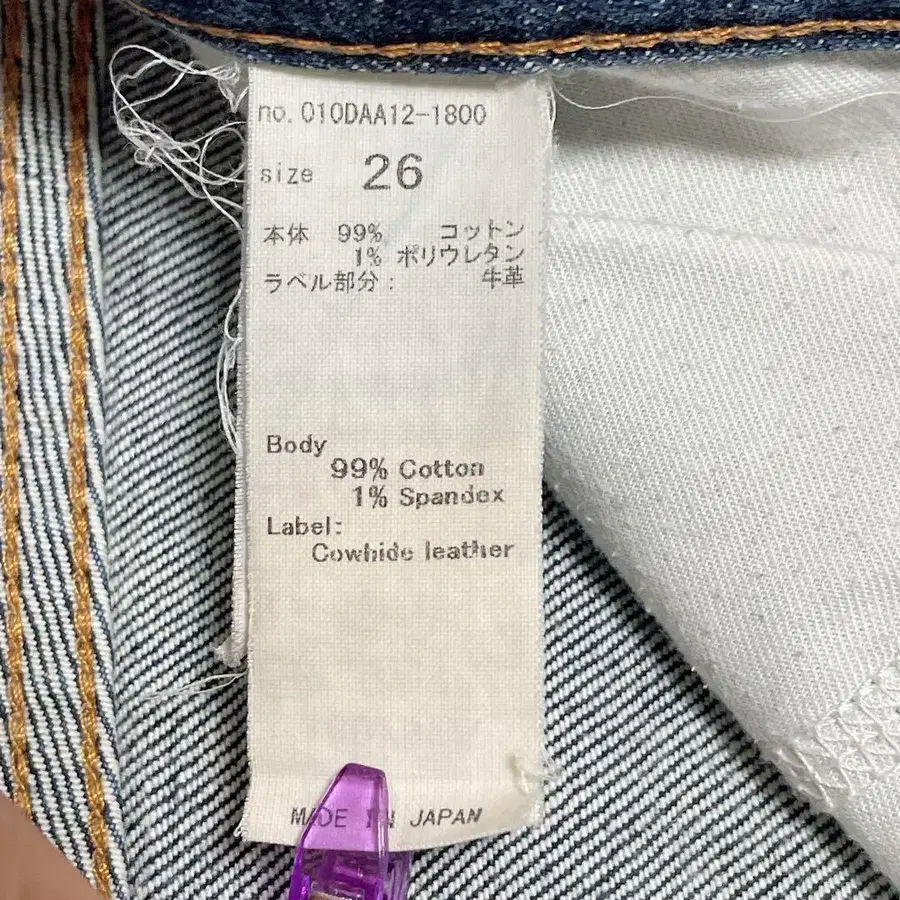 no. 010DAA12-1800
size 26
本体 99% コットン
1% ポリウレタン
ラベル部分： 牛革
Body
99% Cotton
1% Spandex
Label:
Cowhide leather
MADE IN JAPAN